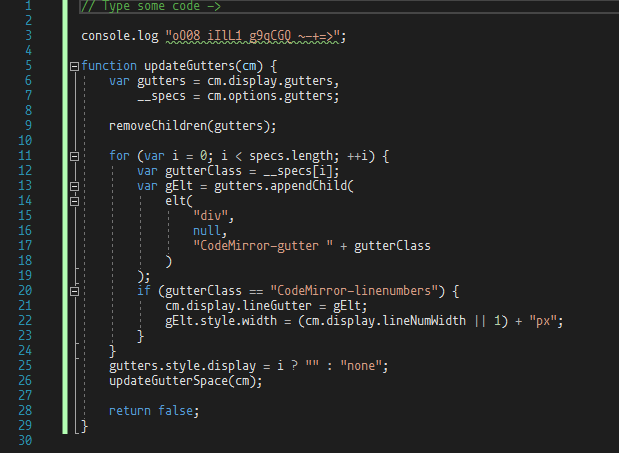 1 // Type some code ->
2
3 console.log "oO08 iIlL1 g9qCGQ ~-+=>";
4
5 function updateGutters(cm) {
6     var gutters = cm.display.gutters,
7         __specs = cm.options.gutters;
8
9     removeChildren(gutters);
10
11     for (var i = 0; i < specs.length; ++i) {
12         var gutterClass = __specs[i];
13         var gElt = gutters.appendChild(
14             elt(
15                 "div",
16                 null,
17                 "CodeMirror-gutter " + gutterClass
18             )
19         );
20         if (gutterClass == "CodeMirror-linenumbers") {
21             cm.display.lineGutter = gElt;
22             gElt.style.width = (cm.display.lineNumWidth || 1) + "px";
23         }
24     }
25     gutters.style.display = i ? "" : "none";
26     updateGutterSpace(cm);
27
28     return false;
29 }
30